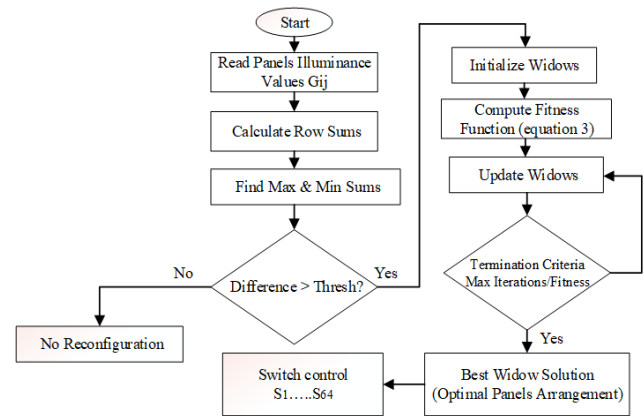 Start
Read Panels Illuminance
Values Gij
Calculate Row Sums
Find Max & Min Sums
Difference > Thresh?
No
Yes
No Reconfiguration
Initialize Widows
Compute Fitness
Function (equation 3)
Update Widows
Termination Criteria
Max Iterations/Fitness
Yes
Best Widow Solution
(Optimal Panels Arrangement)
Switch control
S1.....S64